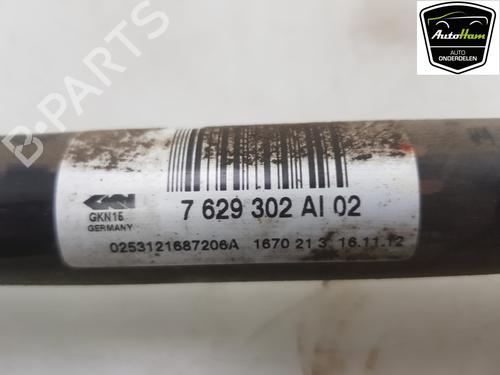 AutoHam
AUTO
ONDERDELEN
B-PARTS
GKN
GKN15
GERMANY
7 629 302 AI 02
0253121687206A 1670 21 3 16.11.12